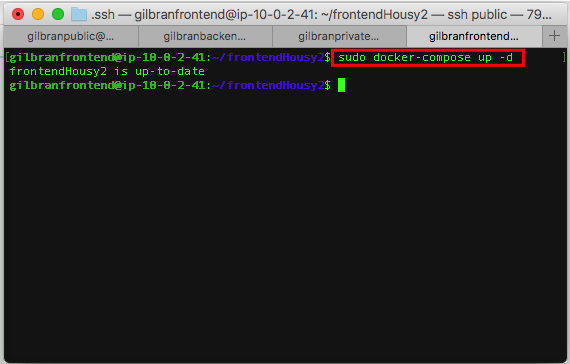 .ssh — gilbranfrontend@ip-10-0-2-41: ~/frontendHousy2 — ssh public — 79...
gilbranpublic@... gilbranbacken... gilbranprivate... gilbranfrontend... +
[gilbranfrontend@ip-10-0-2-41:~/frontendHousy2$ sudo docker-compose up -d ]
frontendHousy2 is up-to-date
gilbranfrontend@ip-10-0-2-41:~/frontendHousy2$